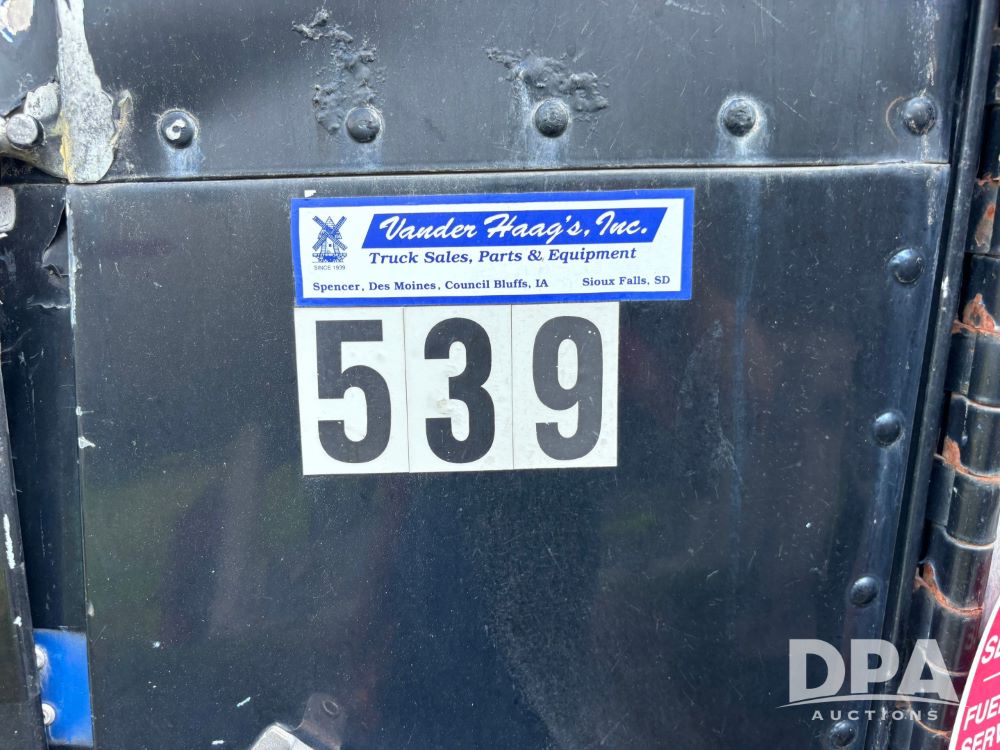 Vander Haag's, Inc.
Truck Sales, Parts & Equipment
SINCE 1939
Spencer, Des Moines, Council Bluffs, IA Sioux Falls, SD
539
DPA
AUCTIONS